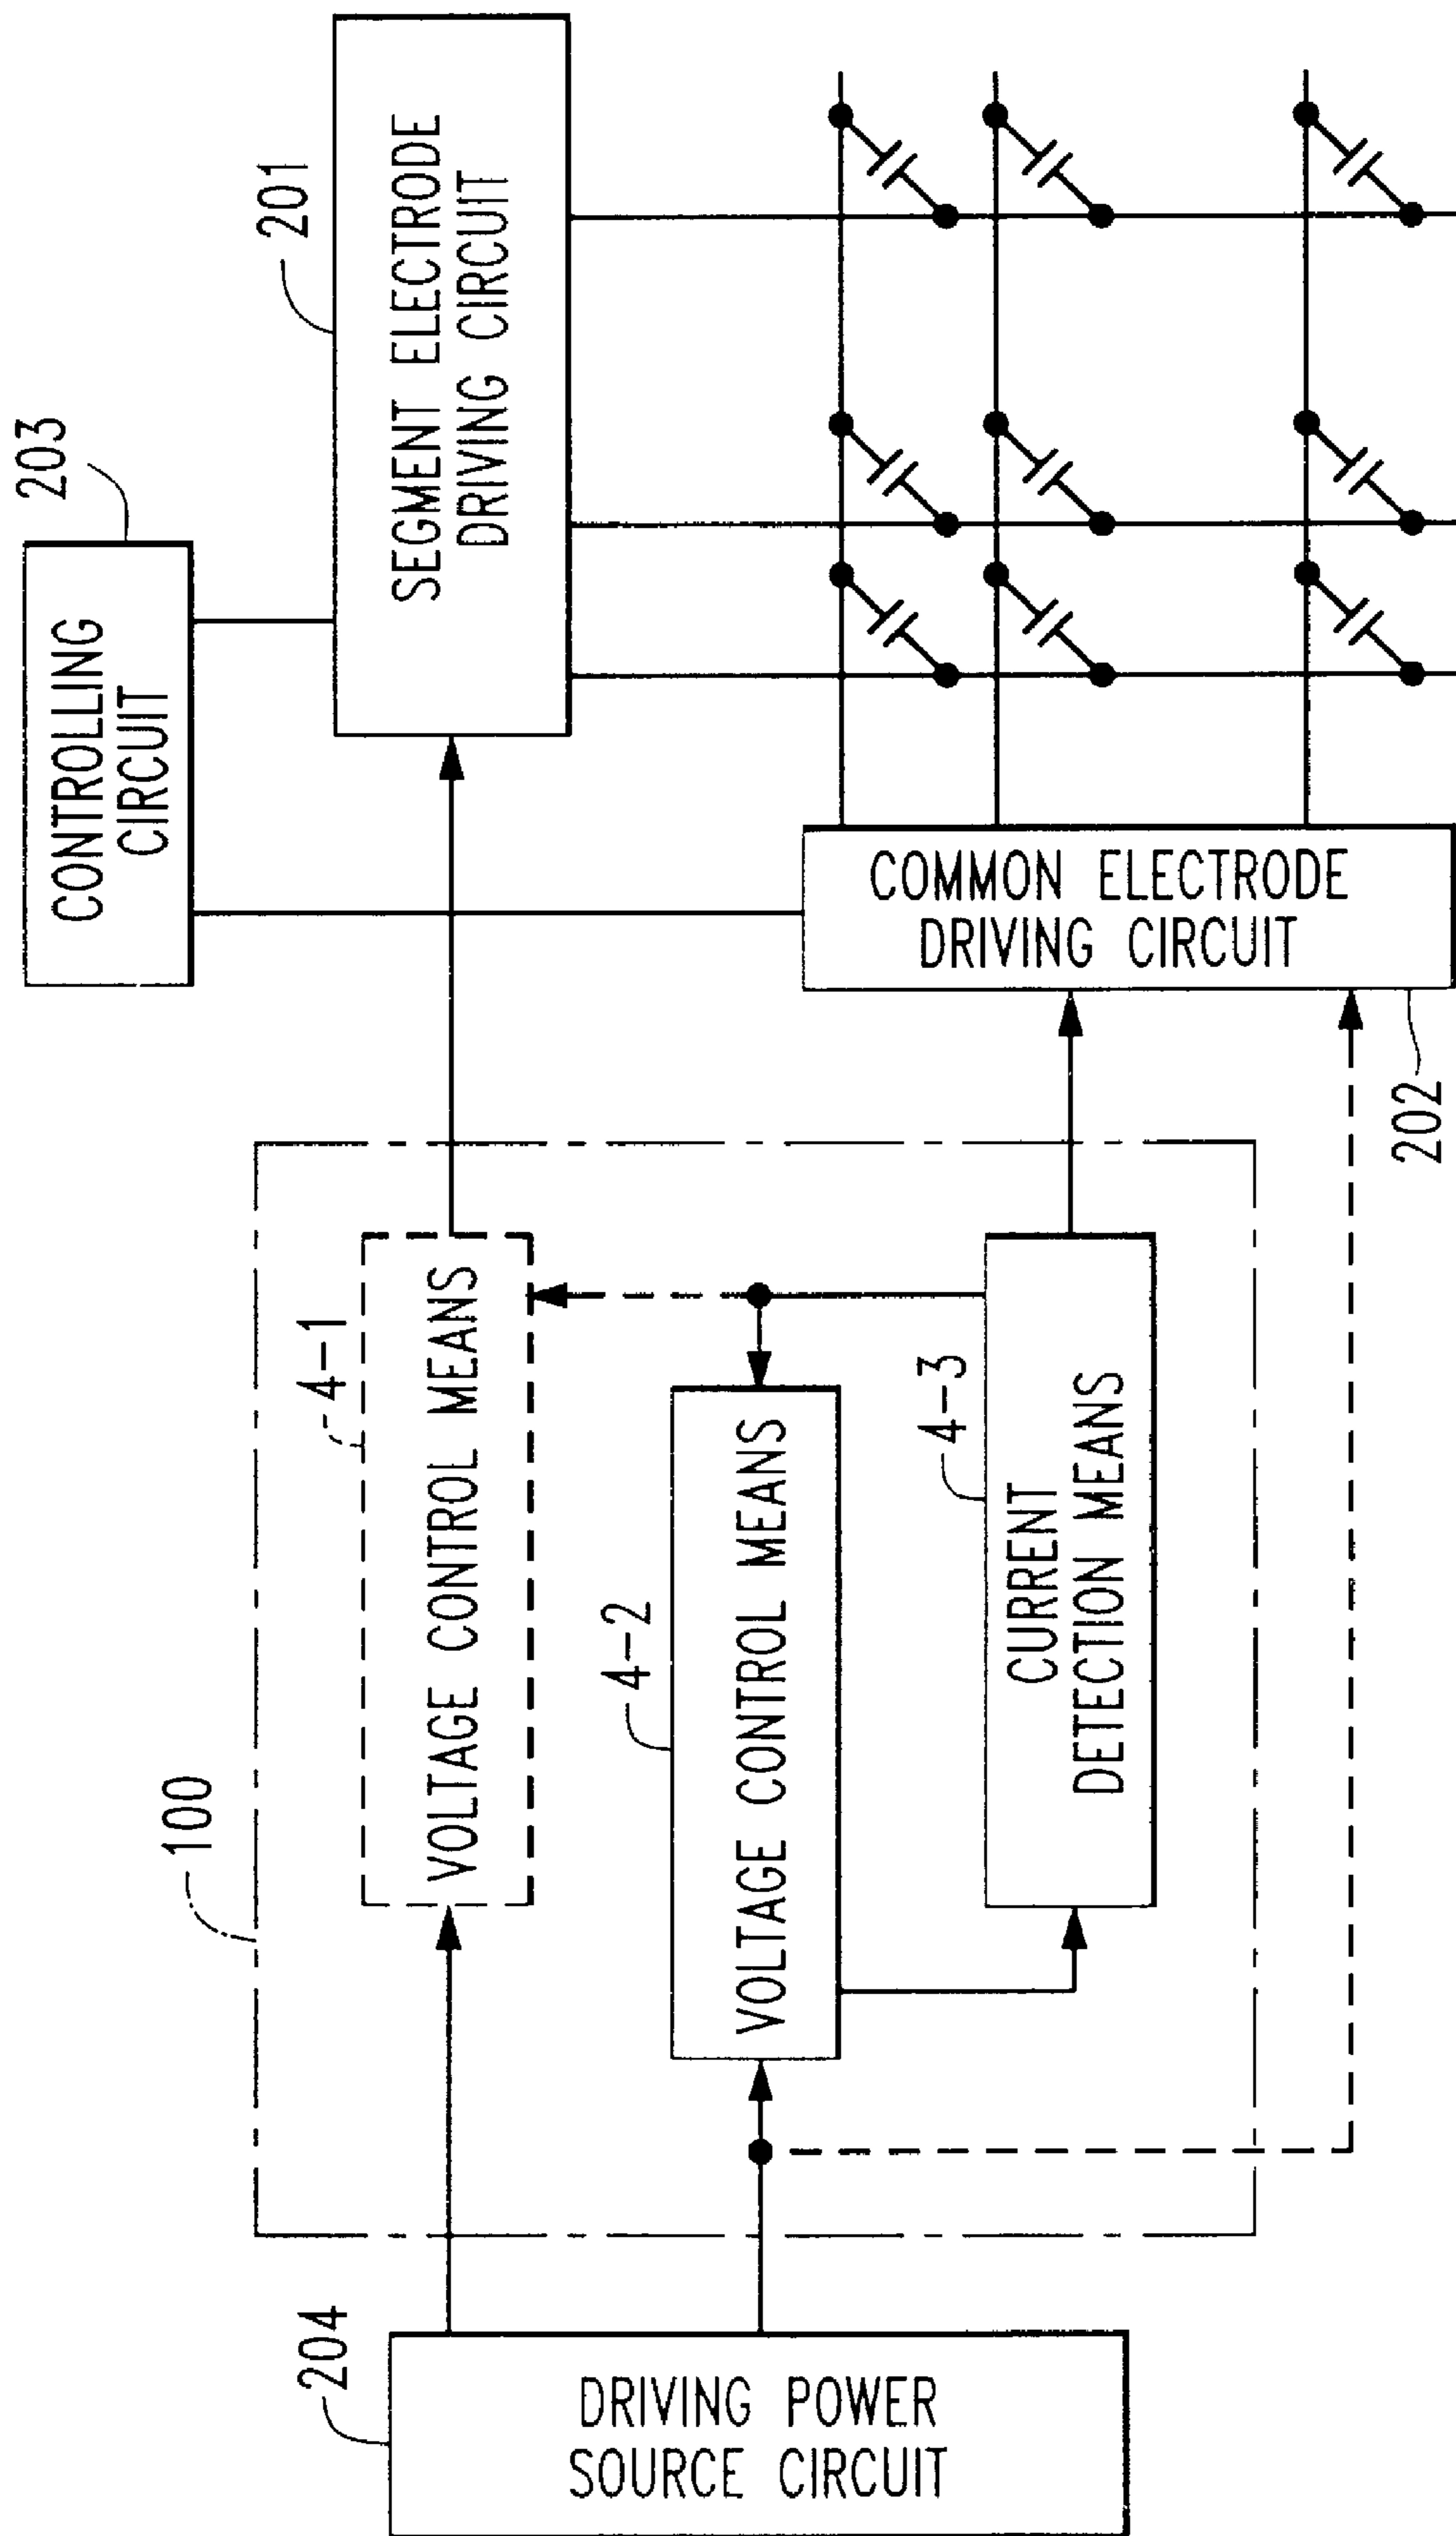 203
CONTROLLING
CIRCUIT
201
SEGMENT ELECTRODE
DRIVING CIRCUIT
COMMON ELECTRODE
DRIVING CIRCUIT
202
100
4-1
VOLTAGE CONTROL MEANS
4-2
VOLTAGE CONTROL MEANS
4-3
CURRENT
DETECTION MEANS
204
DRIVING POWER
SOURCE CIRCUIT